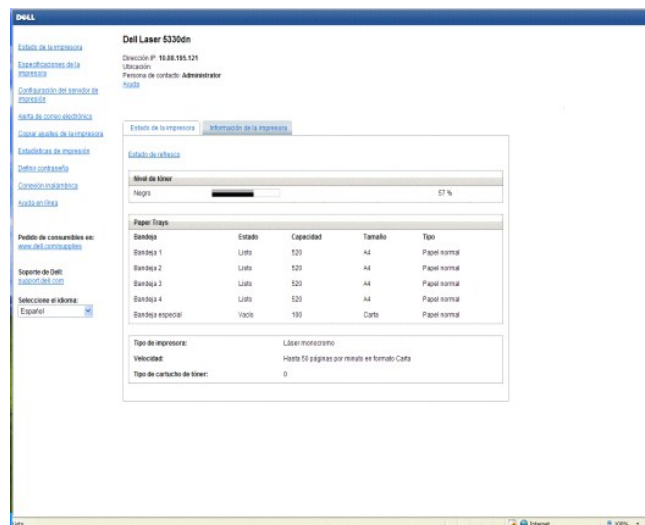 DELL
Estado de la impresora
Especificaciones de la
impresora
Configuración del servidor de
impresión
Alerta de correo electrónico
Copiar ajustes de la impresora
Estadísticas de impresión
Definir contraseña
Conexión inalámbrica
Ayuda en línea
Pedido de consumibles en:
www.dell.com/supplies
Soporte de Dell:
support.dell.com
Seleccione el idioma:
Español
Dell Laser 5330dn
Dirección IP: 10.88.195.121
Ubicación:
Persona de contacto: Administrator
Ayuda
Estado de la impresora Información de la impresora
Estado de refresco
Nivel de tóner
Negro 57 %
Paper Trays
Bandeja Estado Capacidad Tamaño Tipo
Bandeja 1 Listo 520 A4 Papel normal
Bandeja 2 Listo 520 A4 Papel normal
Bandeja 3 Listo 520 A4 Papel normal
Bandeja 4 Listo 520 A4 Papel normal
Bandeja especial Vacío 100 Carta Papel normal
Tipo de impresora: Láser monocromo
Velocidad: Hasta 50 páginas por minuto en formato Carta
Tipo de cartucho de tóner: 0
Listo Internet 100%